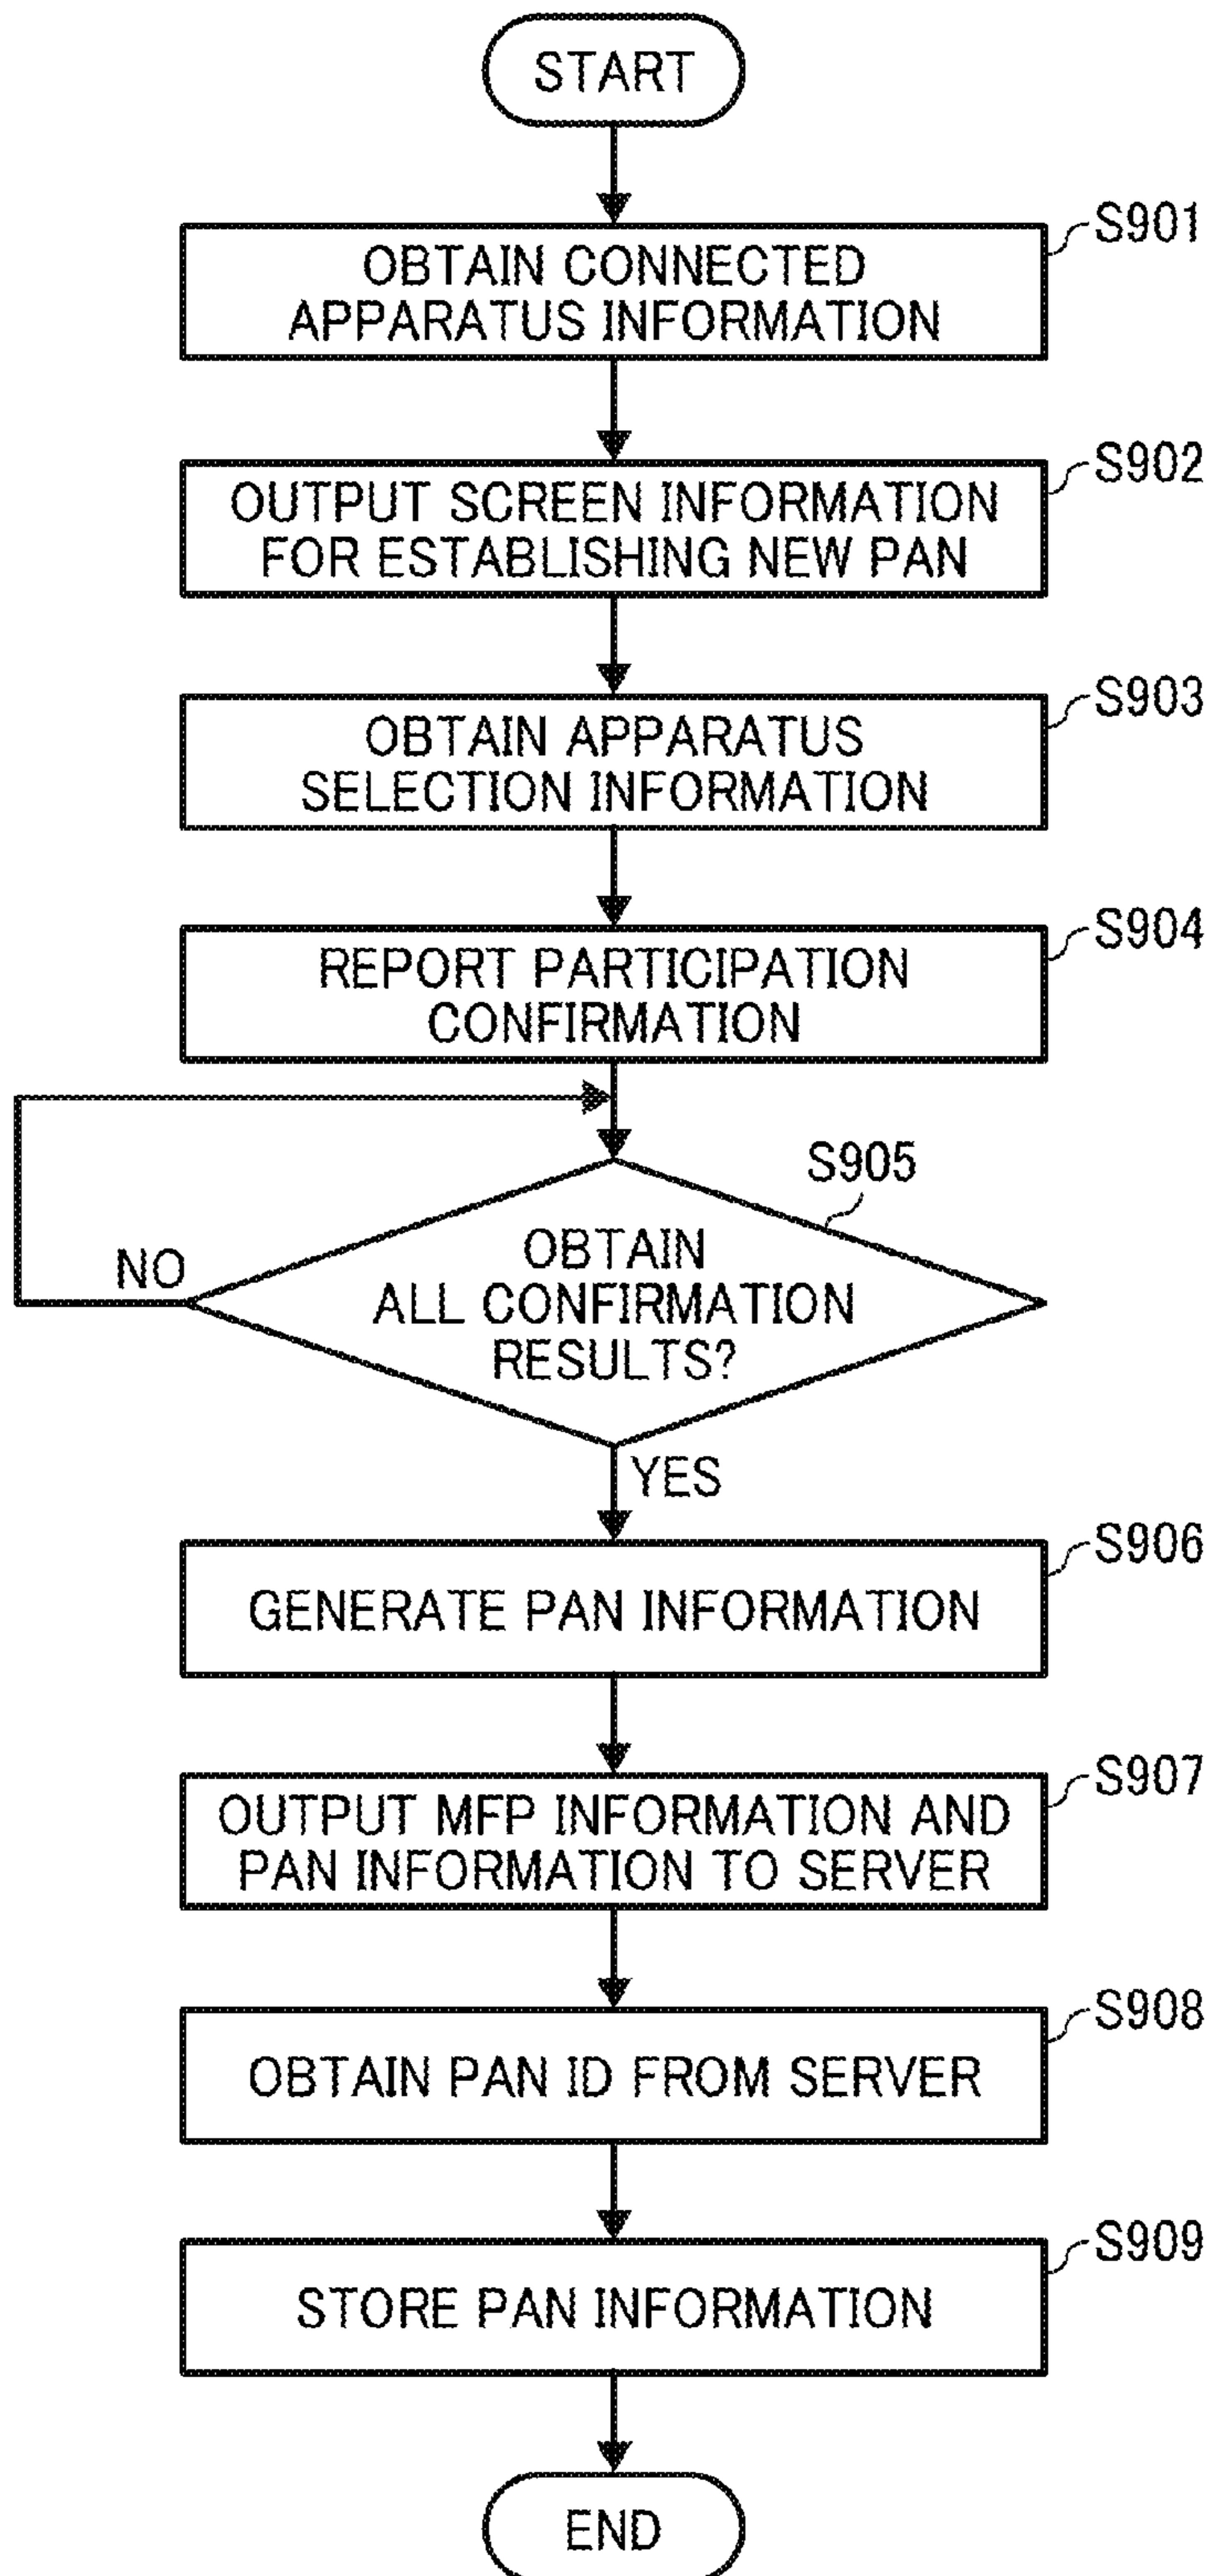 START
S901
OBTAIN CONNECTED
APPARATUS INFORMATION
S902
OUTPUT SCREEN INFORMATION
FOR ESTABLISHING NEW PAN
S903
OBTAIN APPARATUS
SELECTION INFORMATION
S904
REPORT PARTICIPATION
CONFIRMATION
S905
OBTAIN
ALL CONFIRMATION
RESULTS?
NO
YES
S906
GENERATE PAN INFORMATION
S907
OUTPUT MFP INFORMATION AND
PAN INFORMATION TO SERVER
S908
OBTAIN PAN ID FROM SERVER
S909
STORE PAN INFORMATION
END